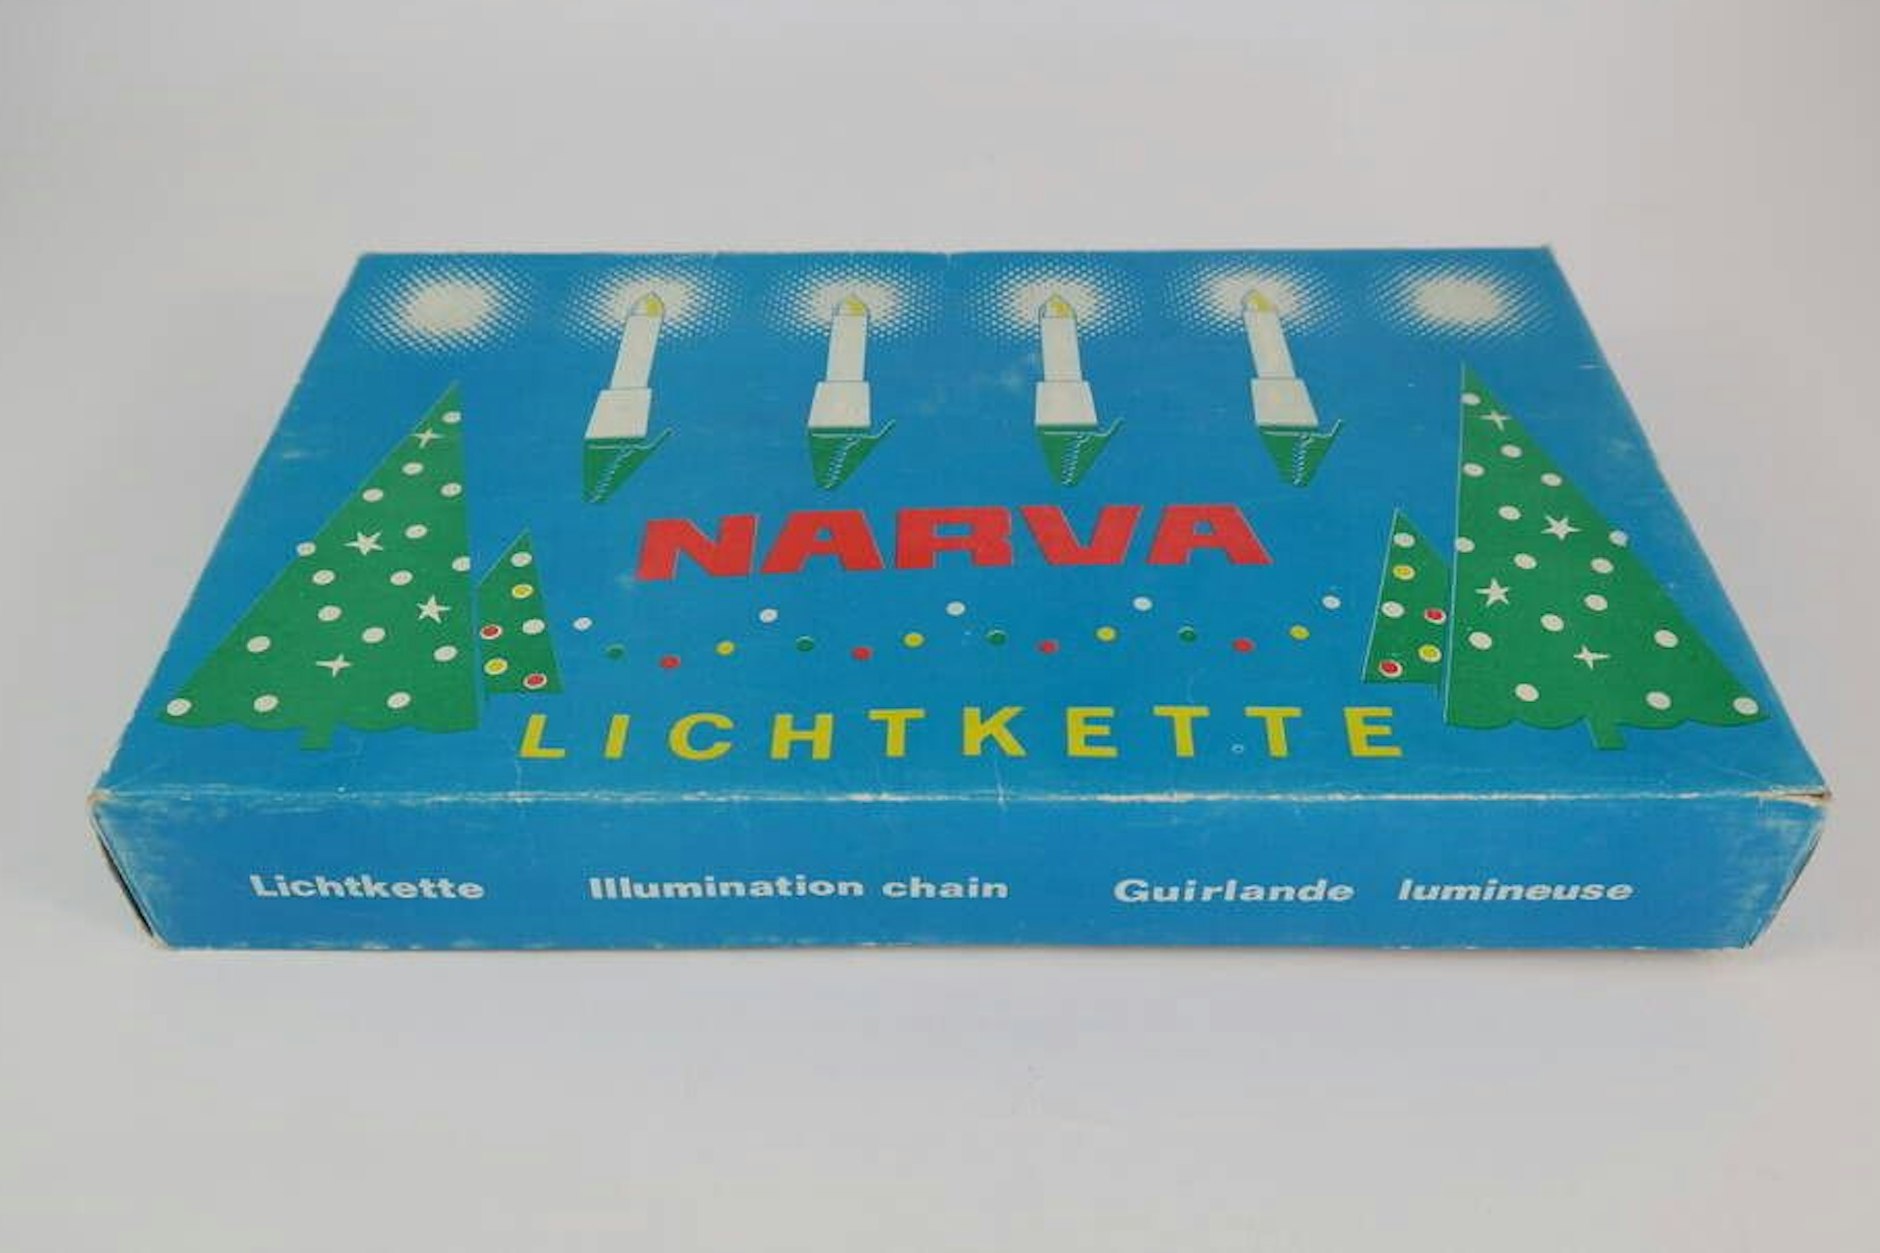 NARVA
LICHTKETTE
Lichtkette Illumination chain Guirlande lumineuse